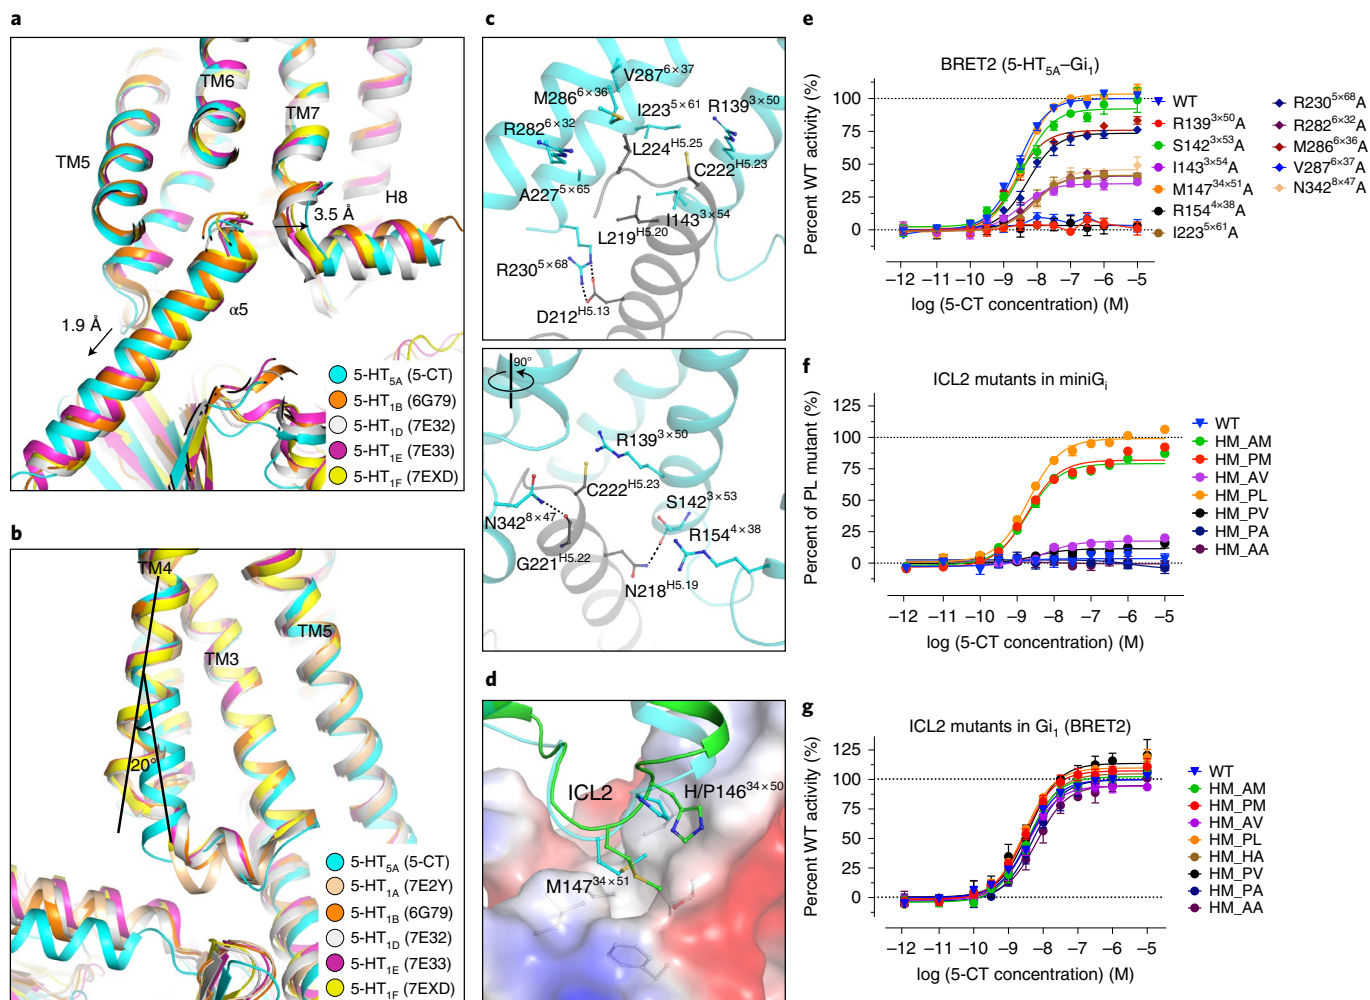 a
TM6
TM7
TM5
3.5 Å
H8
α5
1.9 Å
5-HT5A (5-CT)
5-HT1B (6G79)
5-HT1D (7E32)
5-HT1E (7E33)
5-HT1F (7EXD)
b
TM4
TM5
TM3
20°
5-HT5A (5-CT)
5-HT1A (7E2Y)
5-HT1B (6G79)
5-HT1D (7E32)
5-HT1E (7E33)
5-HT1F (7EXD)
c
V287^6×37
M286^6×36
I223^5×61
R139^3×50
R282^6×32
L224^H5.25
C222^H5.23
A227^5×65
I143^3×54
L219^H5.20
R230^5×68
D212^H5.13
90°
R139^3×50
C222^H5.23
S142^3×53
N342^8×47
R154^4×38
G221^H5.22
N218^H5.19
d
ICL2
H/P146^34×50
M147^34×51
e
BRET2 (5-HT5A–Gi1)
Percent WT activity (%)
100
75
50
25
0
−12 −11 −10 −9 −8 −7 −6 −5
log (5-CT concentration) (M)
WT
R139^3×50A
S142^3×53A
I143^3×54A
M147^34×51A
R154^4×38A
I223^5×61A
R230^5×68A
R282^6×32A
M286^6×36A
V287^6×37A
N342^8×47A
f
ICL2 mutants in miniGi
Percent of PL mutant (%)
125
100
75
50
25
0
−12 −11 −10 −9 −8 −7 −6 −5
log (5-CT concentration) (M)
WT
HM_AM
HM_PM
HM_AV
HM_PL
HM_PV
HM_PA
HM_AA
g
ICL2 mutants in Gi1 (BRET2)
Percent WT activity (%)
125
100
75
50
25
0
−12 −11 −10 −9 −8 −7 −6 −5
log (5-CT concentration) (M)
WT
HM_AM
HM_PM
HM_AV
HM_PL
HM_HA
HM_PV
HM_PA
HM_AA